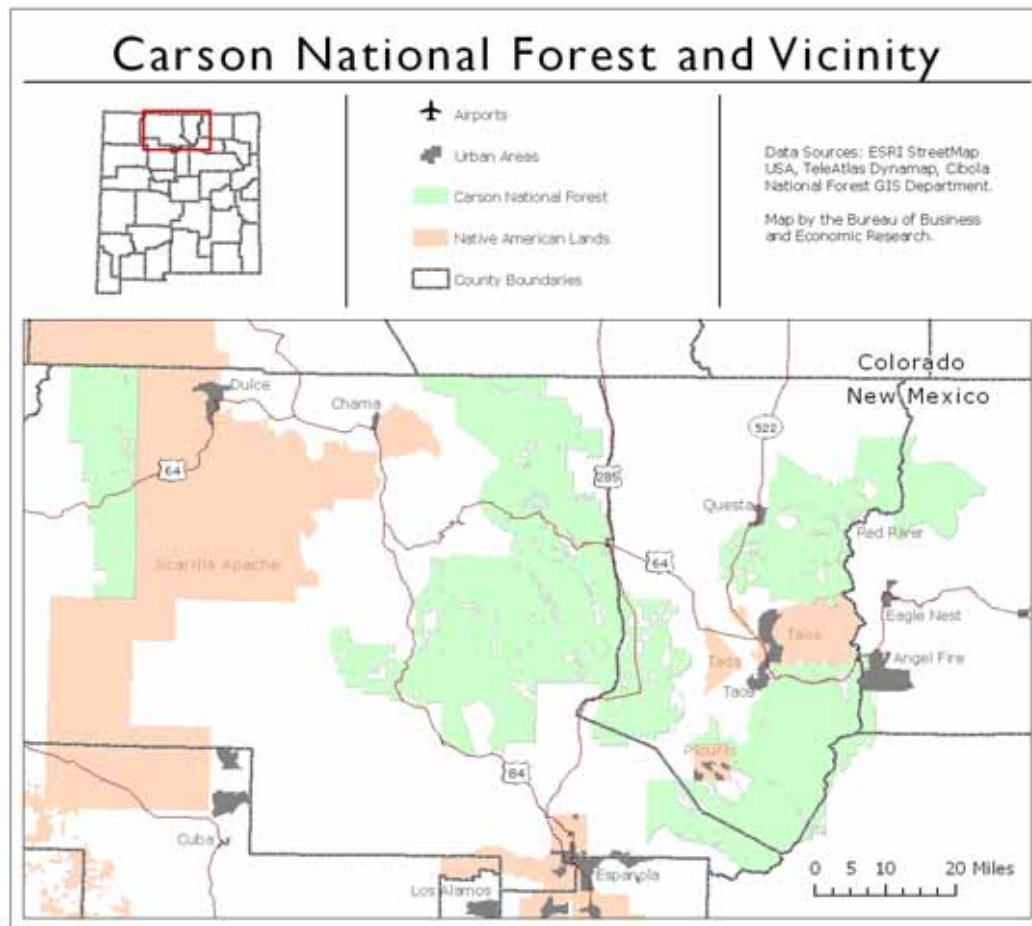 Carson National Forest and Vicinity
Airports
Urban Areas
Carson National Forest
Native American Lands
County Boundaries
Data Sources: ESRI StreetMap
USA, TeleAtlas Dynamap, Cibola
National Forest GIS Department.
Map by the Bureau of Business
and Economic Research.
Colorado
New Mexico
Dulce
Chama
522
64
285
Questa
Red River
64
Jicarilla Apache
Eagle Nest
Taos
Taos
Angel Fire
Taos
Picuris
84
Cuba
Espanola
Los Alamos
0 5 10 20 Miles